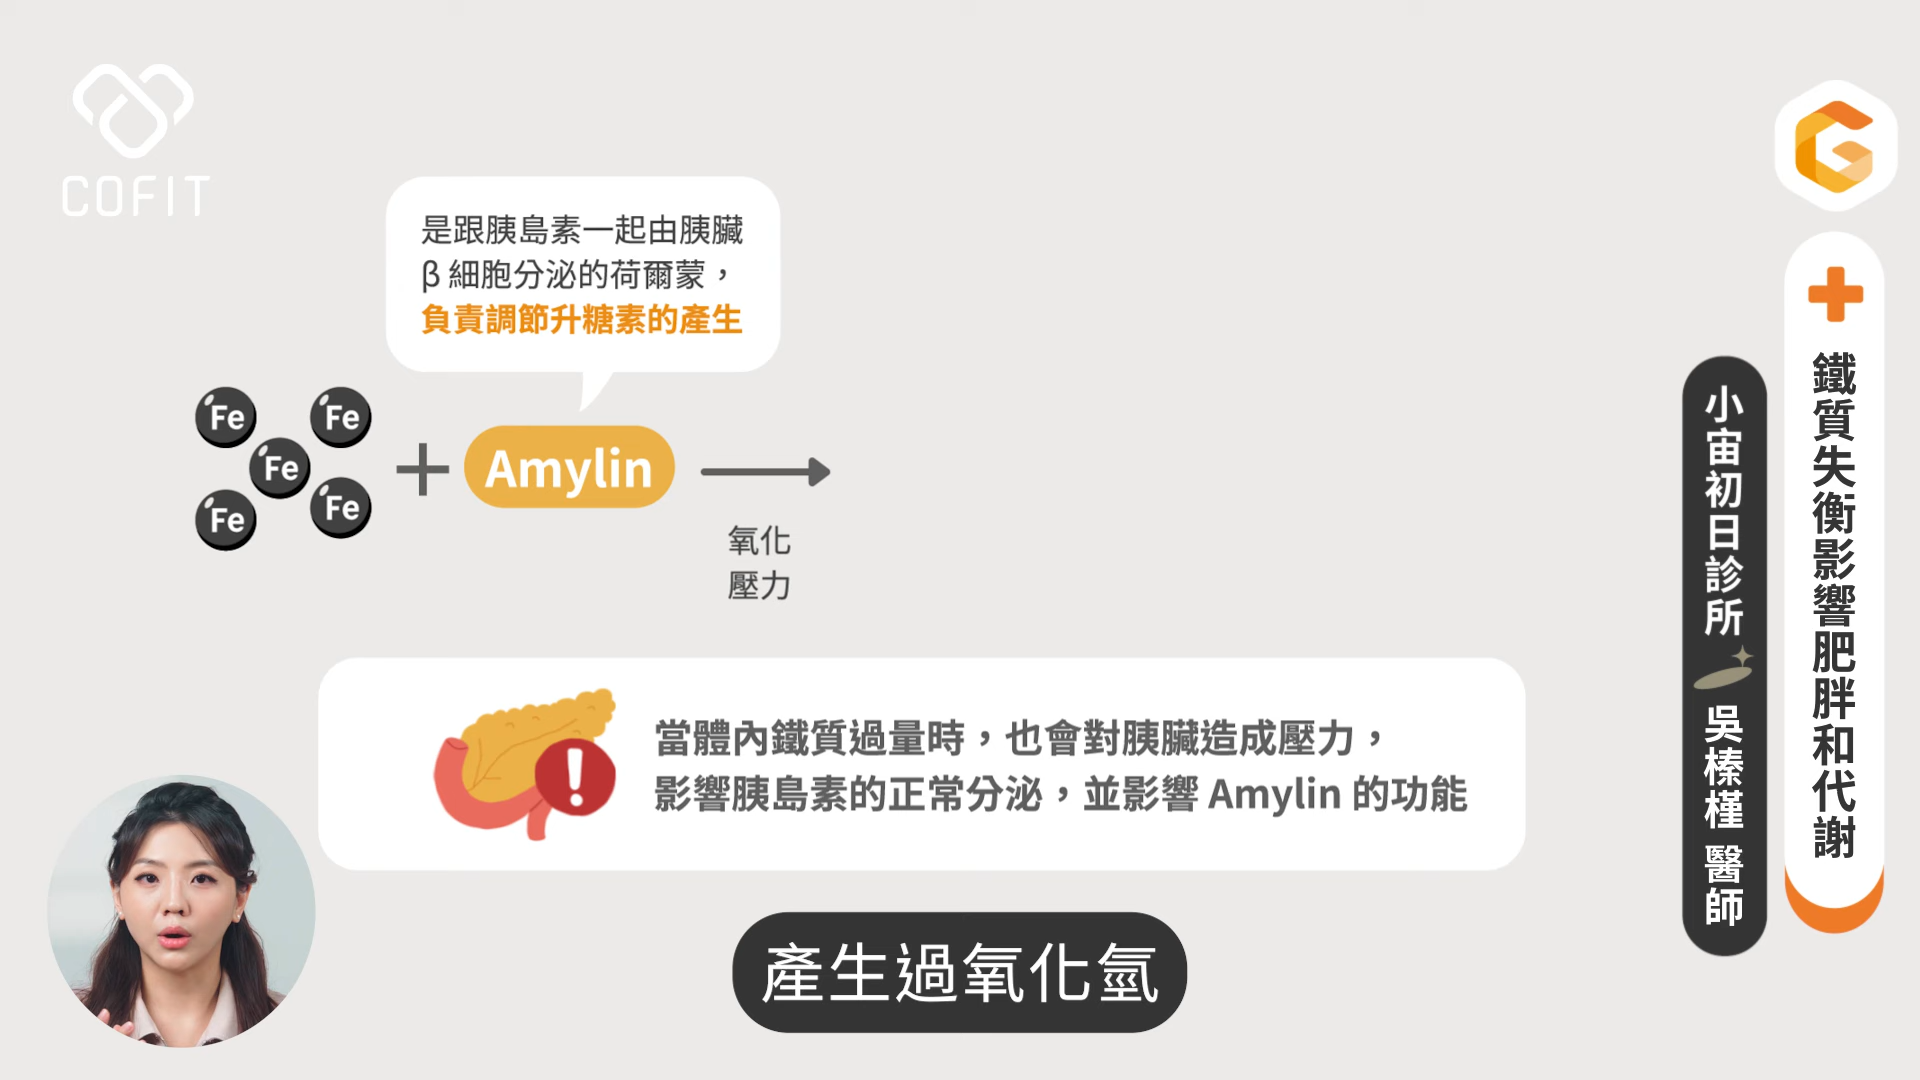 COFIT
是跟胰島素一起由胰臟
β 細胞分泌的荷爾蒙，
負責調節升糖素的產生
Fe
Fe
Fe
Fe
Fe
+
Amylin
氧化
壓力
當體內鐵質過量時，也會對胰臟造成壓力，
影響胰島素的正常分泌，並影響 Amylin 的功能
產生過氧化氫
小宙初日診所
吳榛槿 醫師
鐵質失衡影響肥胖和代謝